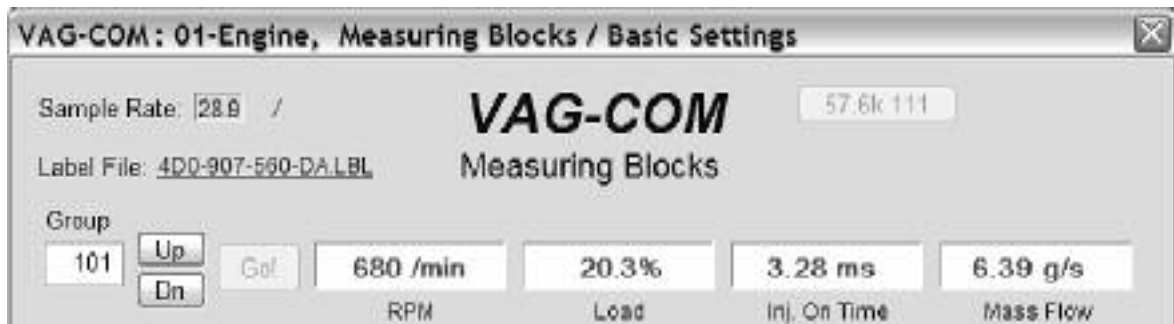 VAG-COM: 01-Engine, Measuring Blocks / Basic Settings
Sample Rate: 28.9 /
VAG-COM
57.6k 111
Label File: 4D0-907-560-DA.LBL
Measuring Blocks
Group
101 Up Dn Go! 680 /min 20.3% 3.28 ms 6.39 g/s
RPM Load Inj. On Time Mass Flow